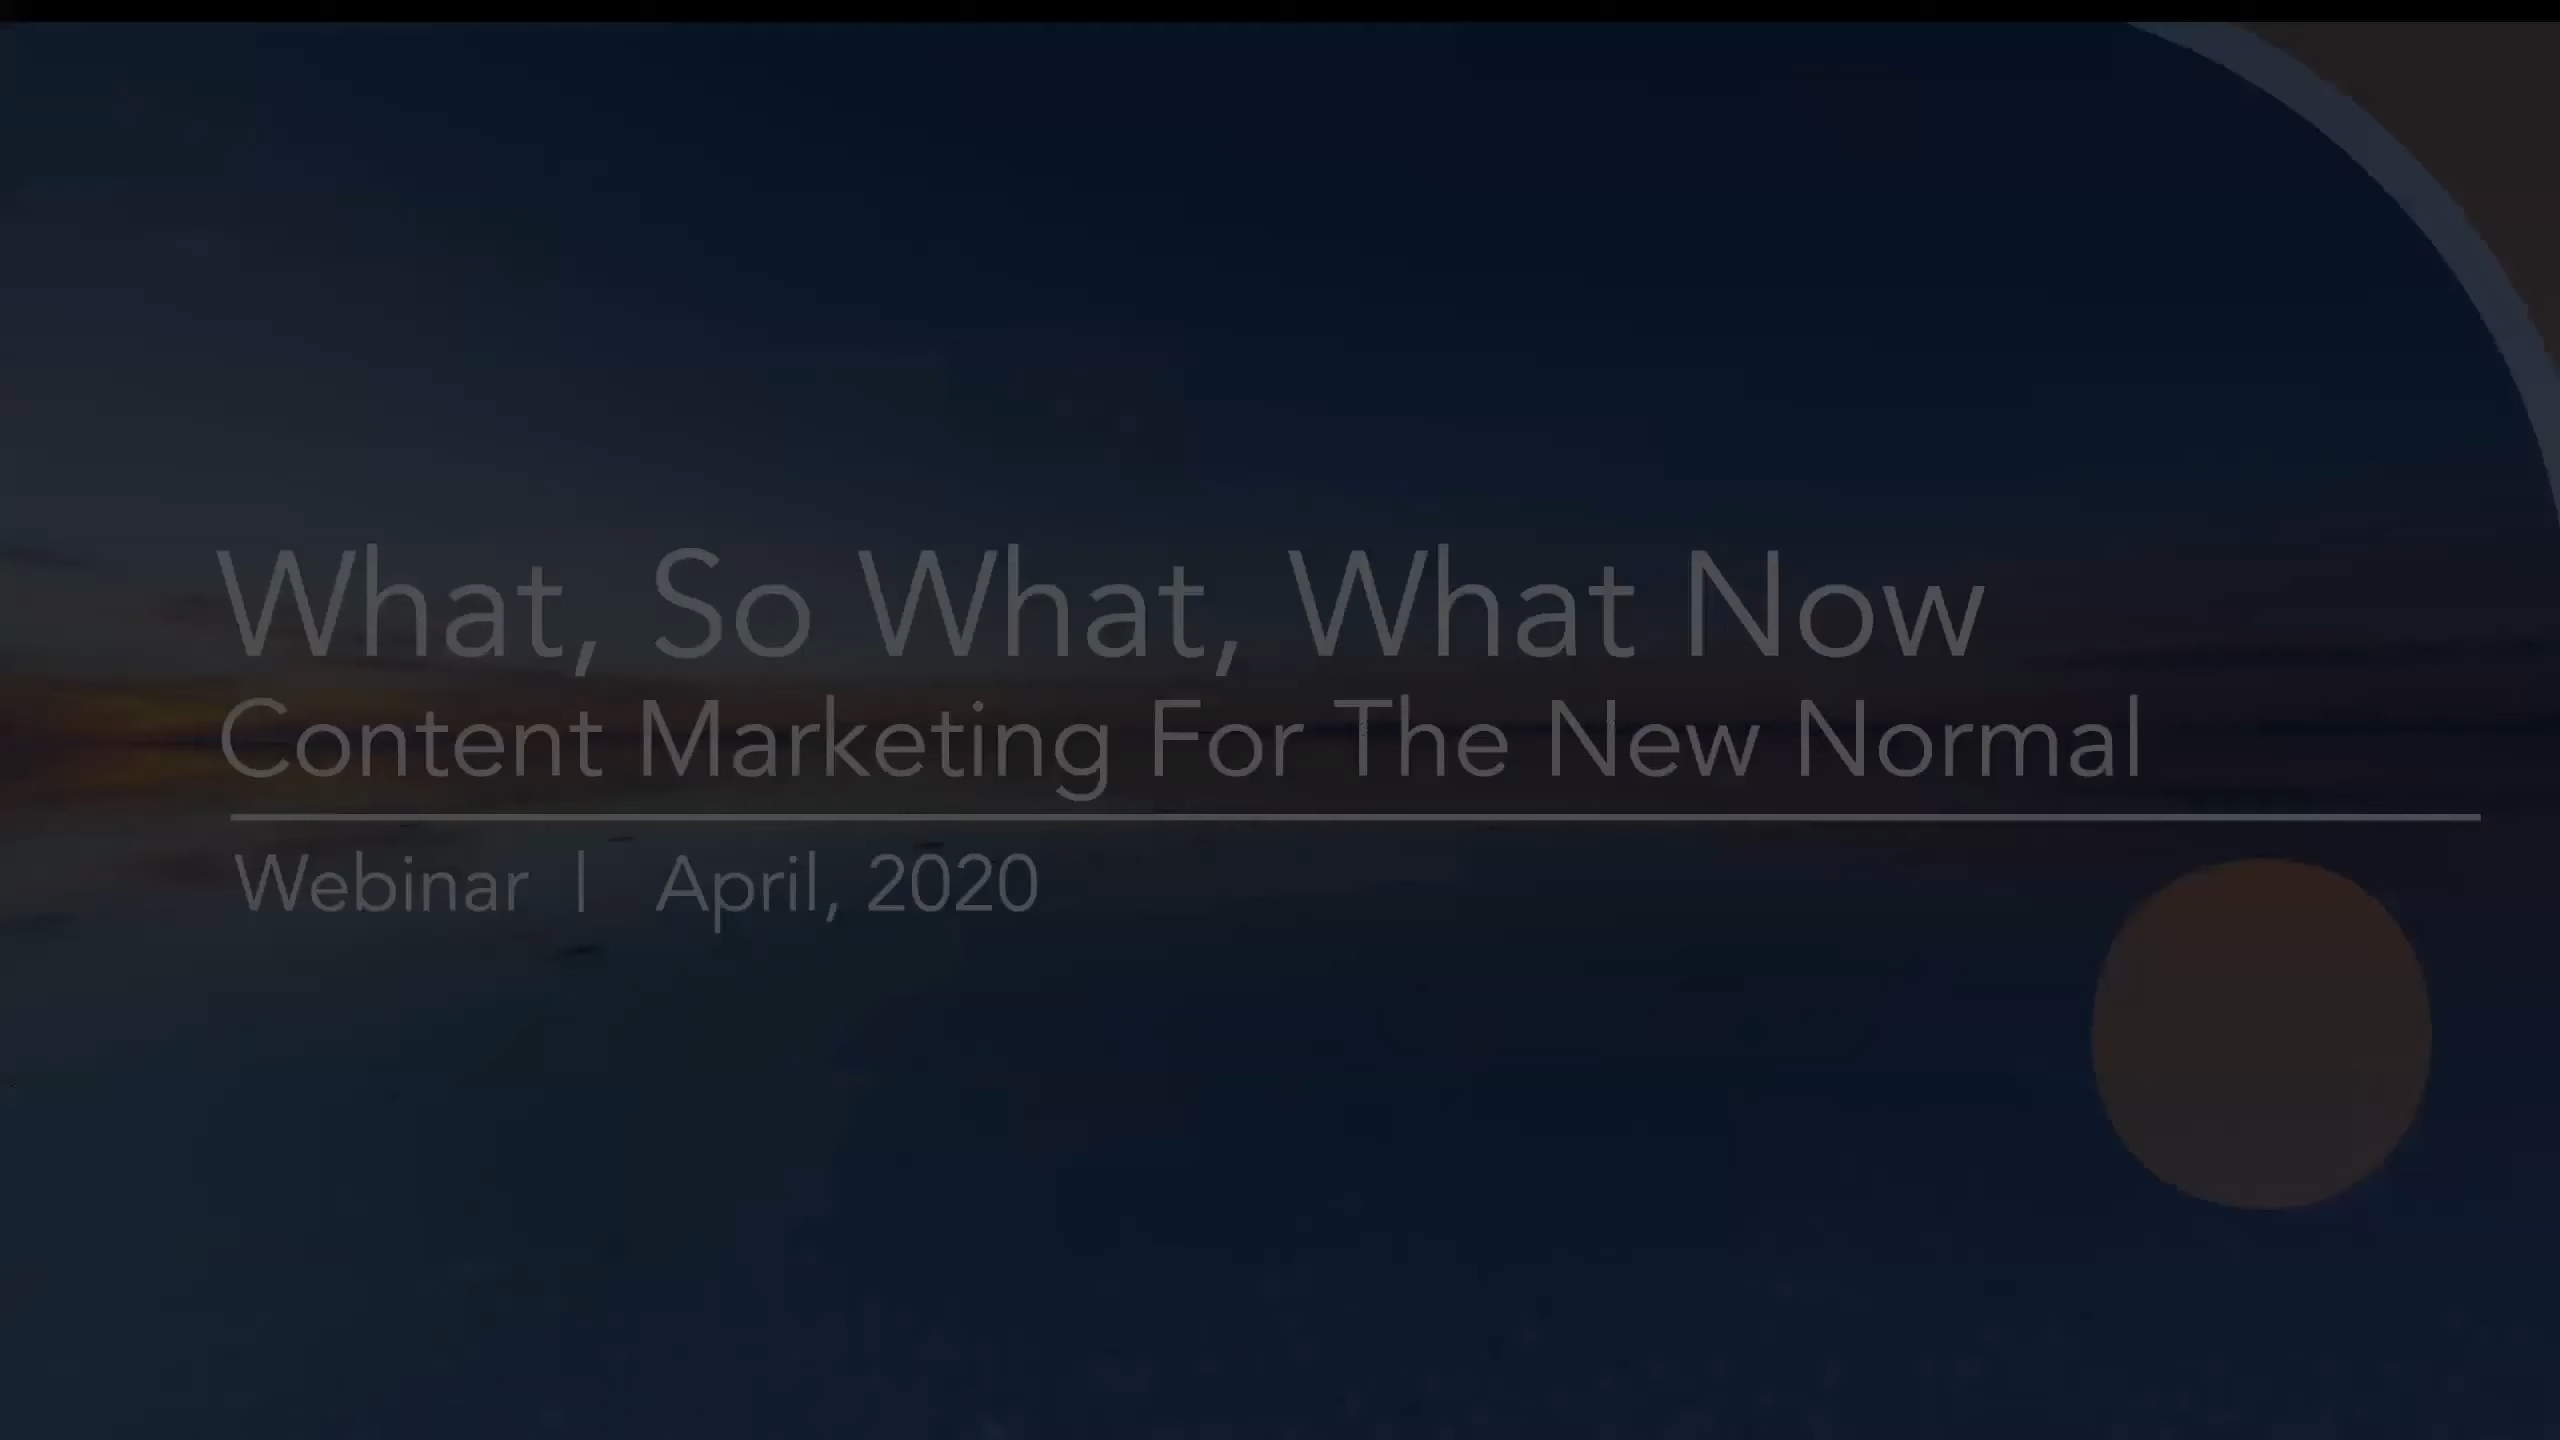 What, So What, What Now
Content Marketing For The New Normal
Webinar | April, 2020